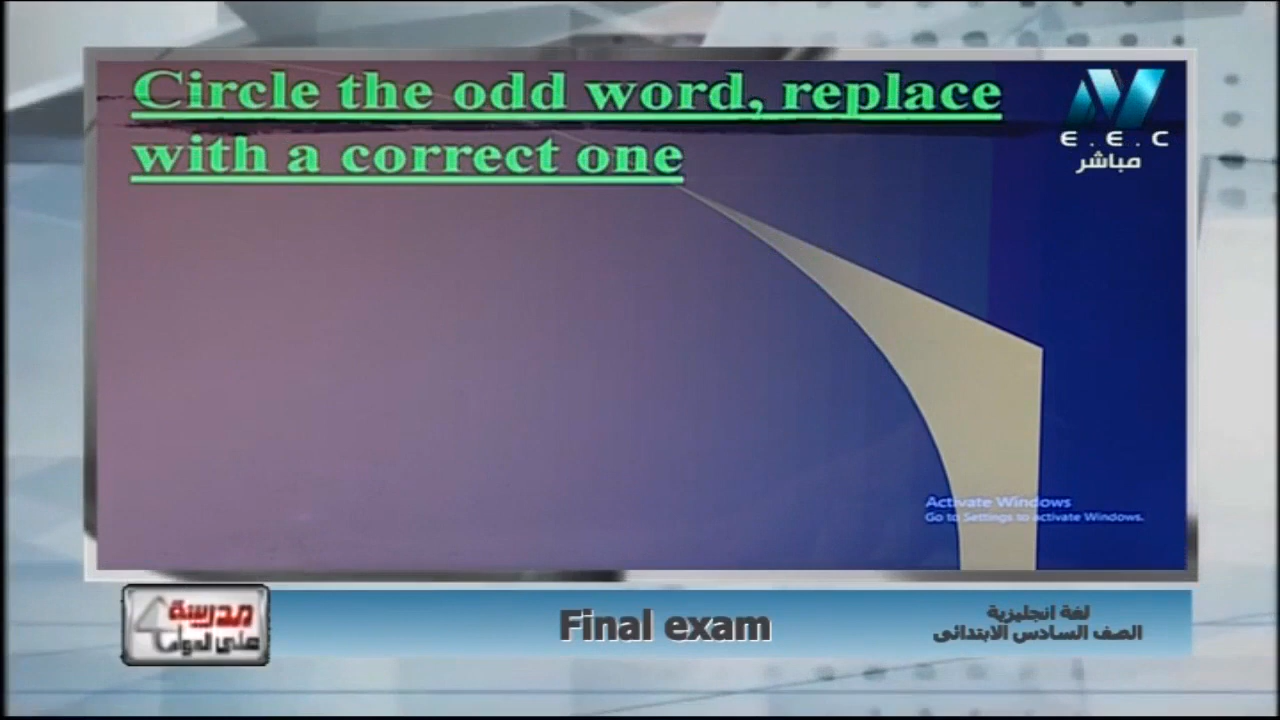 Circle the odd word, replace
with a correct one
E.E.C
مباشر
Activate Windows
Go to Settings to activate Windows.
مدرسة
على الهواء
Final exam
لغة انجليزية
الصف السادس الابتدائى